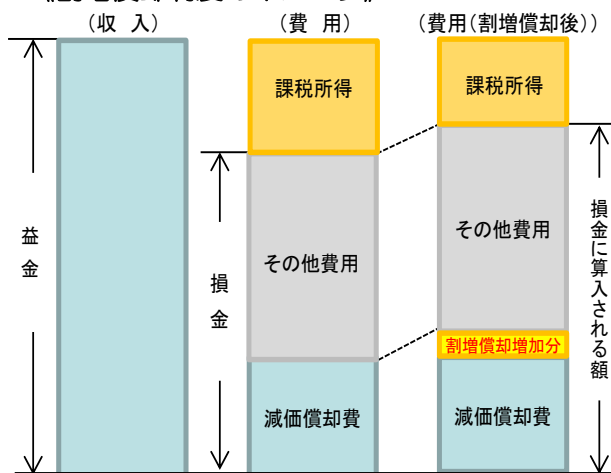 (収 入)
(費 用)
(費用(割増償却後))
課税所得
課税所得
益金
損金
その他費用
その他費用
損金に算入される額
割増償却増加分
減価償却費
減価償却費